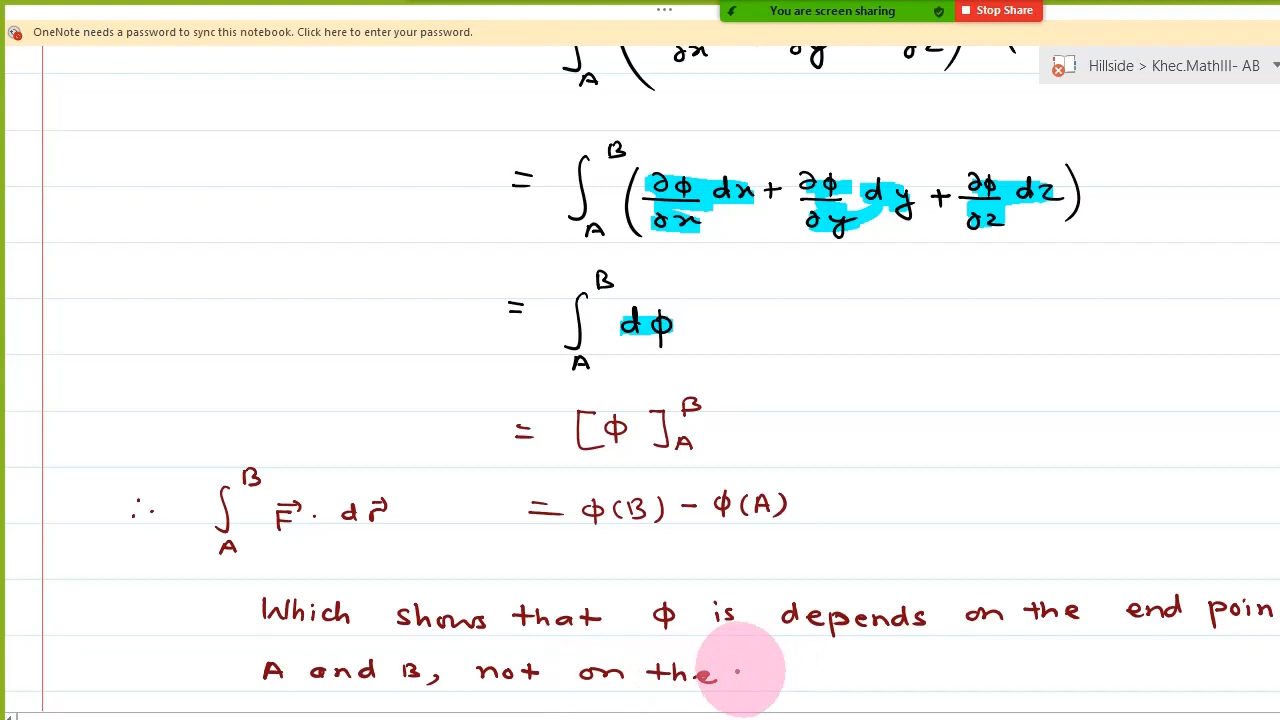 You are screen sharing
Stop Share
OneNote needs a password to sync this notebook. Click here to enter your password.
Hillside > Khec.MathIII- AB
∫_A ( ∂x ∂y ∂z )
= ∫_A^B (∂φ/∂x dx + ∂φ/∂y dy + ∂φ/∂z dz)
= ∫_A^B dφ
= [φ]_A^B
∴ ∫_A^B F⃗ . dr⃗ = φ(B) - φ(A)
Which shows that φ is depends on the end poin
A and B, not on the